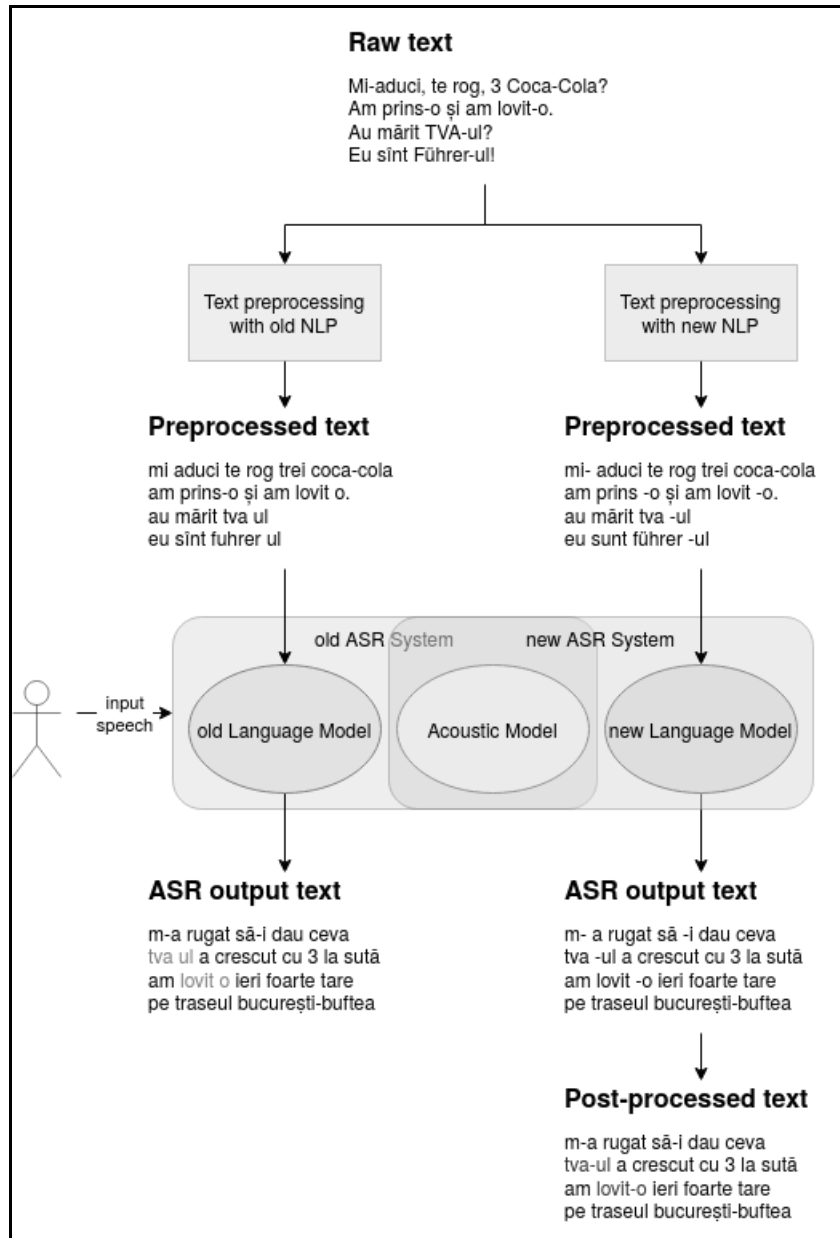 Raw text
Mi-aduci, te rog, 3 Coca-Cola?
Am prins-o și am lovit-o.
Au mărit TVA-ul?
Eu sînt Führer-ul!
Text preprocessing
with old NLP
Text preprocessing
with new NLP
Preprocessed text
mi aduci te rog trei coca-cola
am prins-o și am lovit o.
au mărit tva ul
eu sînt fuhrer ul
Preprocessed text
mi- aduci te rog trei coca-cola
am prins -o și am lovit -o.
au mărit tva -ul
eu sunt führer -ul
old ASR System
new ASR System
input
speech
old Language Model
Acoustic Model
new Language Model
ASR output text
m-a rugat să-i dau ceva
tva ul a crescut cu 3 la sută
am lovit o ieri foarte tare
pe traseul bucurești-buftea
ASR output text
m- a rugat să -i dau ceva
tva -ul a crescut cu 3 la sută
am lovit -o ieri foarte tare
pe traseul bucurești-buftea
Post-processed text
m-a rugat să-i dau ceva
tva-ul a crescut cu 3 la sută
am lovit-o ieri foarte tare
pe traseul bucurești-buftea